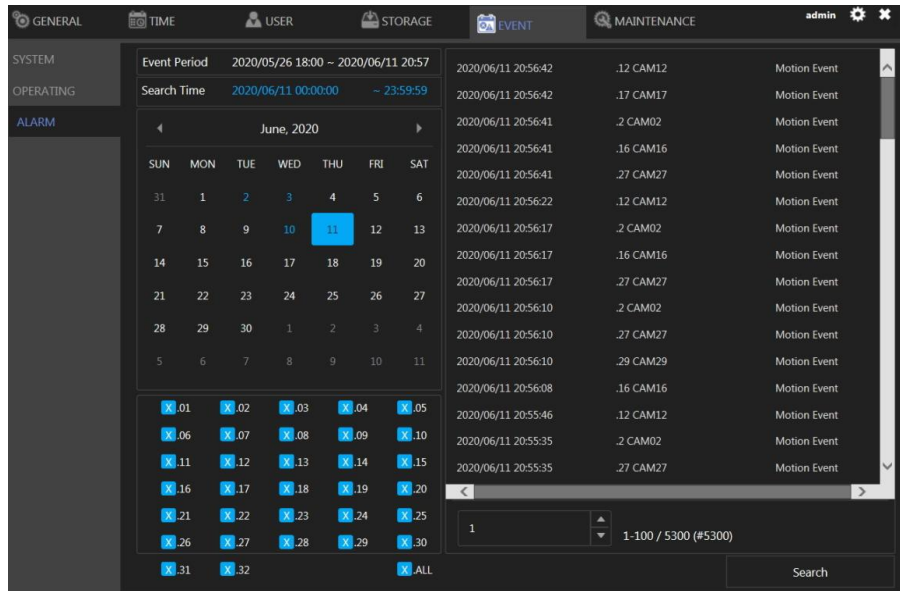 GENERAL TIME USER STORAGE EVENT MAINTENANCE admin
SYSTEM
OPERATING
ALARM
Event Period 2020/05/26 18:00 ~ 2020/06/11 20:57
Search Time 2020/06/11 00:00:00 ~ 23:59:59
June, 2020
SUN MON TUE WED THU FRI SAT
31 1 2 3 4 5 6
7 8 9 10 11 12 13
14 15 16 17 18 19 20
21 22 23 24 25 26 27
28 29 30 1 2 3 4
5 6 7 8 9 10 11
X .01 X .02 X .03 X .04 X .05
X .06 X .07 X .08 X .09 X .10
X .11 X .12 X .13 X .14 X .15
X .16 X .17 X .18 X .19 X .20
X .21 X .22 X .23 X .24 X .25
X .26 X .27 X .28 X .29 X .30
X .31 X .32 X .ALL
2020/06/11 20:56:42 .12 CAM12 Motion Event
2020/06/11 20:56:42 .17 CAM17 Motion Event
2020/06/11 20:56:41 .2 CAM02 Motion Event
2020/06/11 20:56:41 .16 CAM16 Motion Event
2020/06/11 20:56:41 .27 CAM27 Motion Event
2020/06/11 20:56:22 .12 CAM12 Motion Event
2020/06/11 20:56:17 .2 CAM02 Motion Event
2020/06/11 20:56:17 .16 CAM16 Motion Event
2020/06/11 20:56:17 .27 CAM27 Motion Event
2020/06/11 20:56:10 .2 CAM02 Motion Event
2020/06/11 20:56:10 .27 CAM27 Motion Event
2020/06/11 20:56:10 .29 CAM29 Motion Event
2020/06/11 20:56:08 .16 CAM16 Motion Event
2020/06/11 20:55:46 .12 CAM12 Motion Event
2020/06/11 20:55:35 .2 CAM02 Motion Event
2020/06/11 20:55:35 .27 CAM27 Motion Event
1 1-100 / 5300 (#5300)
Search